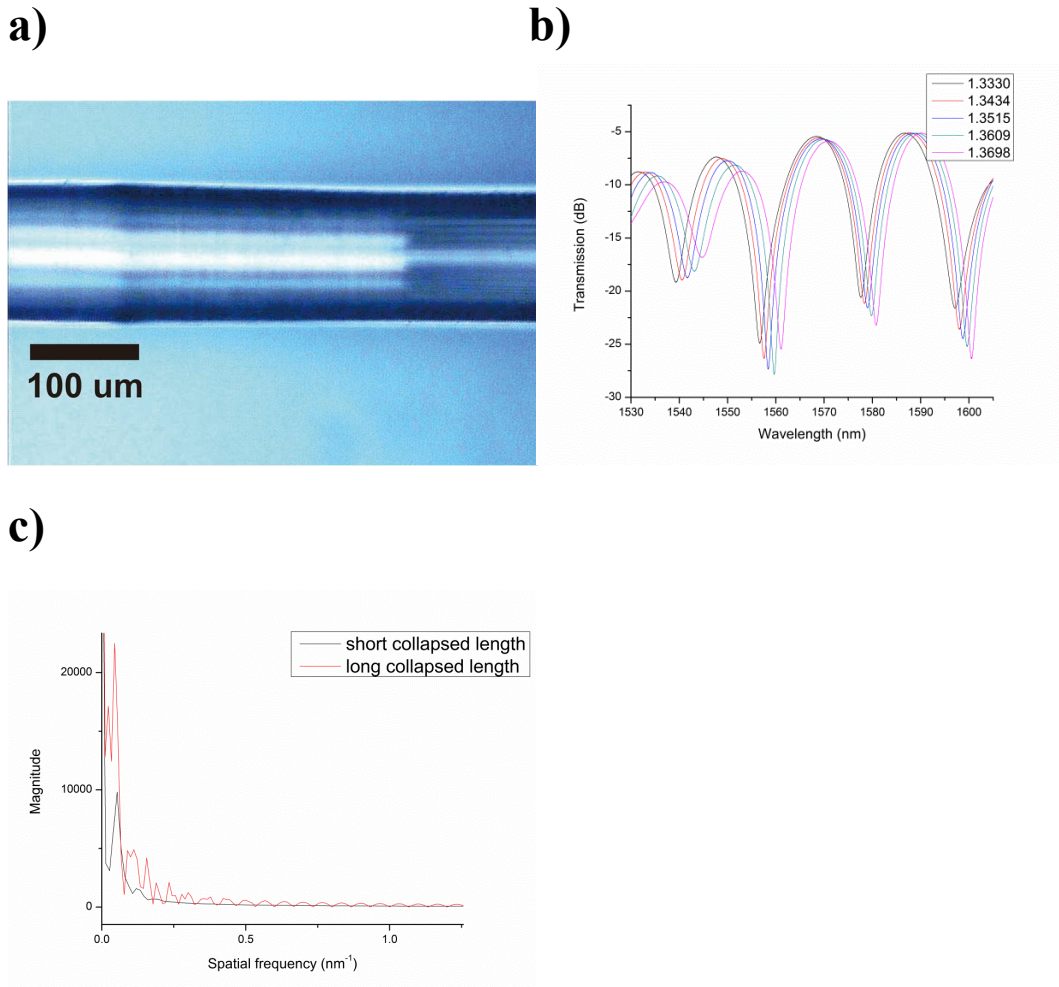 a)
100 um
b)
1.3330
1.3434
1.3515
1.3609
1.3698
-5
-10
-15
-20
-25
-30
Transmission (dB)
1530 1540 1550 1560 1570 1580 1590 1600
Wavelength (nm)
c)
short collapsed length
long collapsed length
20000
10000
0
Magnitude
0.0 0.5 1.0
Spatial frequency (nm-1)